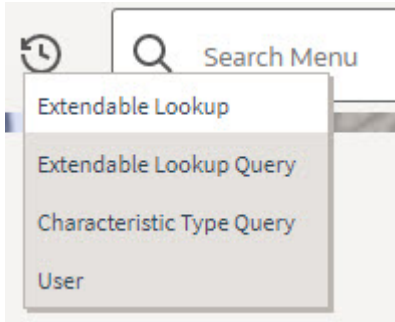 Search Menu
Extendable Lookup
Extendable Lookup Query
Characteristic Type Query
User